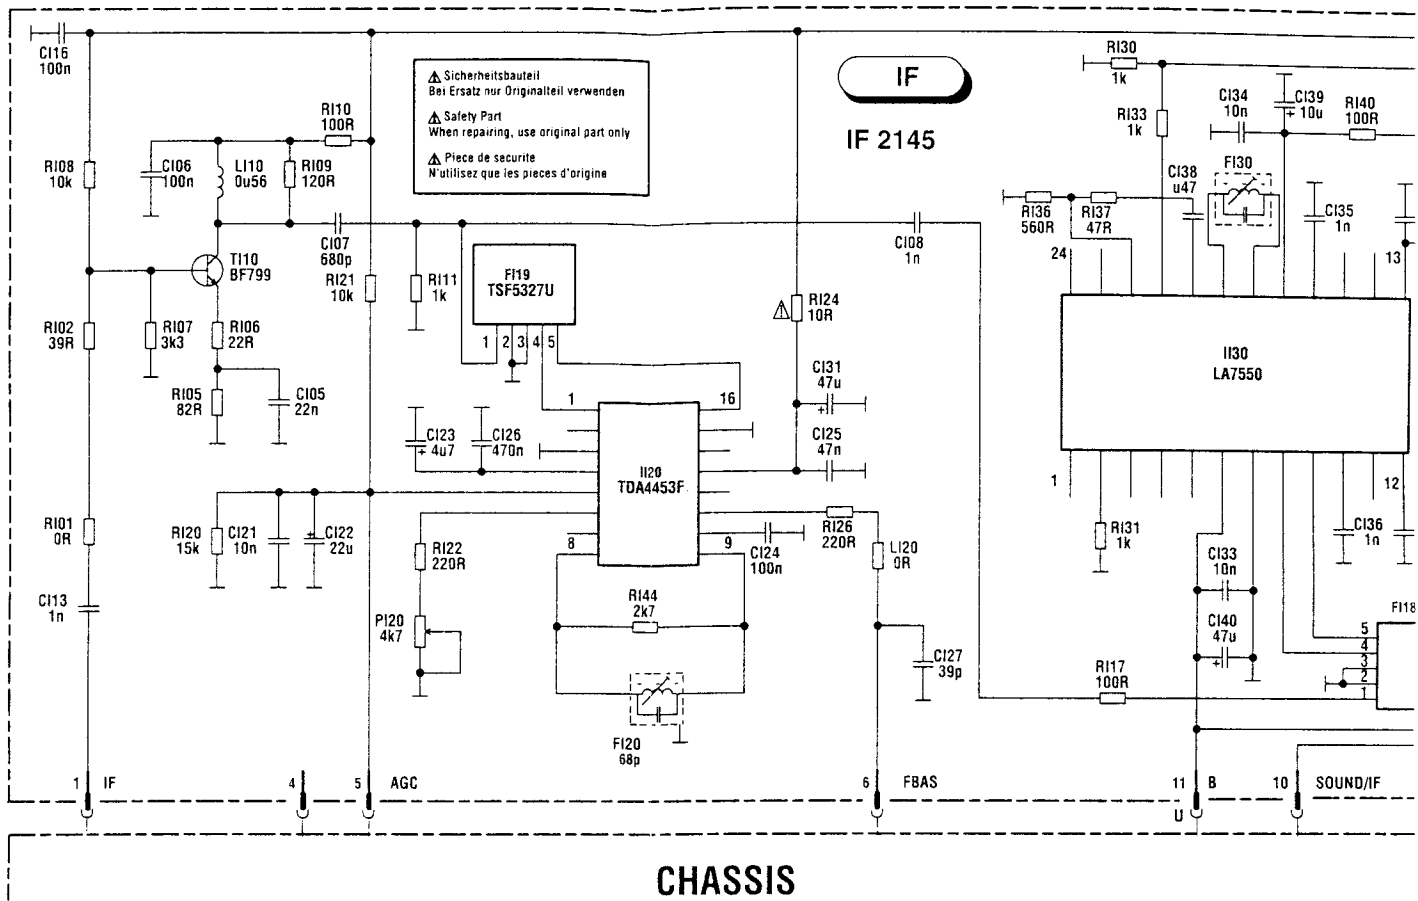 CI16
100n
⚠ Sicherheitsbauteil
Bei Ersatz nur Originalteil verwenden
⚠ Safety Part
When repairing, use original part only
⚠ Piece de securite
N'utilisez que les pieces d'origine
IF
IF 2145
RI30
1k
RI33
1k
CI34
10n
CI39
+ 10u
RI40
100R
RI10
100R
RI08
10k
CI06
100n
LI10
0u56
RI09
120R
CI38
u47
FI30
RI36
560R
RI37
47R
CI35
1n
CI07
680p
CI08
1n
24
13
TI10
BF799
RI21
10k
RI11
1k
FI19
TSF5327U
1 2 3 4 5
⚠ RI24
10R
RI02
39R
RI07
3k3
RI06
22R
II30
LA7550
RI05
82R
CI05
22n
CI31
47u
+
1
16
CI23
+ 4u7
CI26
470n
CI25
47n
II20
TDA4453F
1
12
RI01
0R
RI20
15k
CI21
10n
CI22
22u
+
RI22
220R
8
9
CI24
100n
RI26
220R
LI20
0R
RI31
1k
CI36
1n
CI33
10n
CI13
1n
PI20
4k7
RI44
2k7
CI27
39p
CI40
47u
+
FI18
5
4
3
2
1
RI17
100R
FI20
68p
1 IF
4
5 AGC
6 FBAS
11 B
U
10 SOUND/IF
CHASSIS